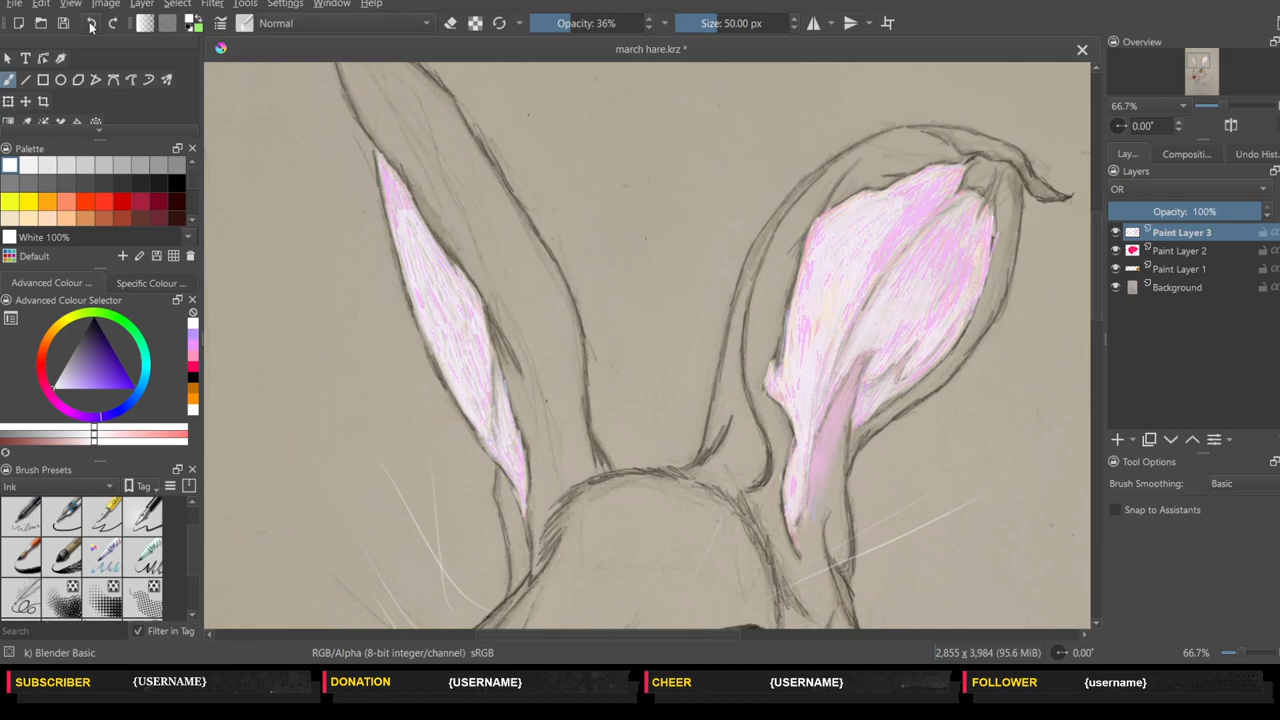 File Edit View Image Layer Select Filter Tools Settings Window Help
Normal Opacity: 36% Size: 50.00 px
march hare.krz *
Palette
White 100%
Default
Advanced Colour ... Specific Colour ...
Advanced Colour Selector
Brush Presets
Ink Tag
Search Filter in Tag
k) Blender Basic RGB/Alpha (8-bit integer/channel) sRGB 2,855 x 3,984 (95.6 MiB) 0.00° 66.7%
Overview
66.7%
0.00°
Lay... Compositi... Undo Hist...
Layers
OR
Opacity: 100%
Paint Layer 3
Paint Layer 2
Paint Layer 1
Background
Tool Options
Brush Smoothing: Basic
Snap to Assistants
SUBSCRIBER {USERNAME} DONATION {USERNAME} CHEER {USERNAME} FOLLOWER {username}